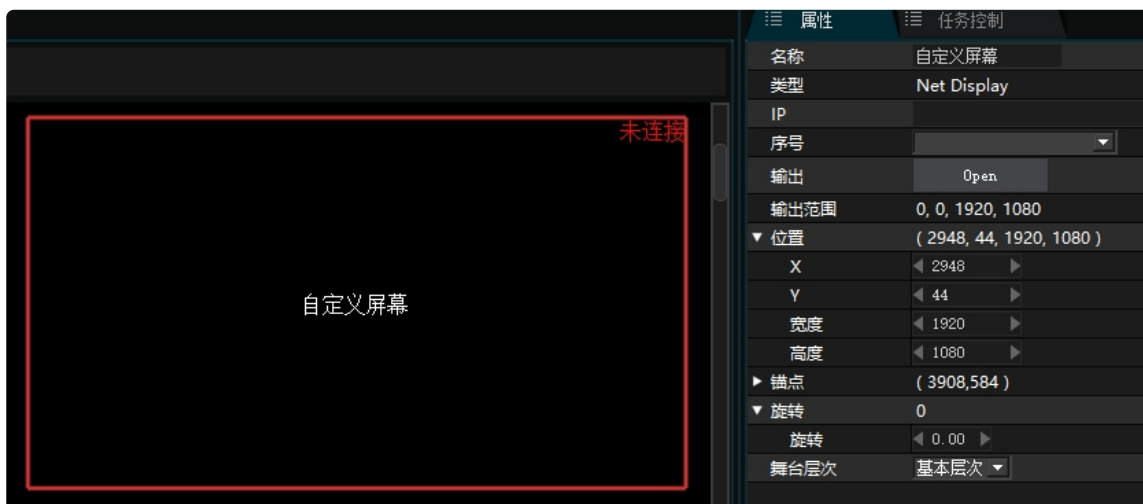 属性 任务控制
未连接
自定义屏幕
名称 自定义屏幕
类型 Net Display
IP
序号
输出 Open
输出范围 0, 0, 1920, 1080
位置 ( 2948, 44, 1920, 1080 )
X 2948
Y 44
宽度 1920
高度 1080
锚点 ( 3908,584 )
旋转 0
旋转 0.00
舞台层次 基本层次